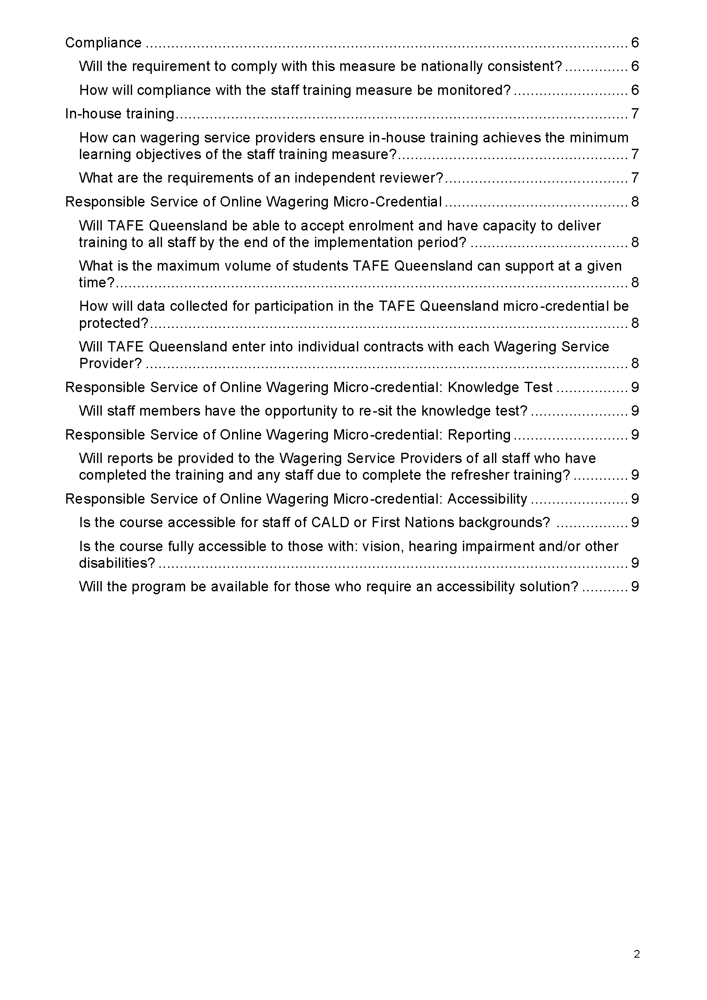 Compliance ........................................................................................................................ 6
Will the requirement to comply with this measure be nationally consistent? ............... 6
How will compliance with the staff training measure be monitored? ........................... 6
In-house training.......................................................................................................... 7
How can wagering service providers ensure in-house training achieves the minimum
learning objectives of the staff training measure?...................................................... 7
What are the requirements of an independent reviewer?........................................... 7
Responsible Service of Online Wagering Micro-Credential ........................................... 8
Will TAFE Queensland be able to accept enrolment and have capacity to deliver
training to all staff by the end of the implementation period? ..................................... 8
What is the maximum volume of students TAFE Queensland can support at a given
time?........................................................................................................................ 8
How will data collected for participation in the TAFE Queensland micro-credential be
protected?................................................................................................................ 8
Will TAFE Queensland enter into individual contracts with each Wagering Service
Provider? ................................................................................................................. 8
Responsible Service of Online Wagering Micro-credential: Knowledge Test ................. 9
Will staff members have the opportunity to re-sit the knowledge test? ....................... 9
Responsible Service of Online Wagering Micro-credential: Reporting ........................... 9
Will reports be provided to the Wagering Service Providers of all staff who have
completed the training and any staff due to complete the refresher training? ............. 9
Responsible Service of Online Wagering Micro-credential: Accessibility ....................... 9
Is the course accessible for staff of CALD or First Nations backgrounds? ................. 9
Is the course fully accessible to those with: vision, hearing impairment and/or other
disabilities? .............................................................................................................. 9
Will the program be available for those who require an accessibility solution? ........... 9
2